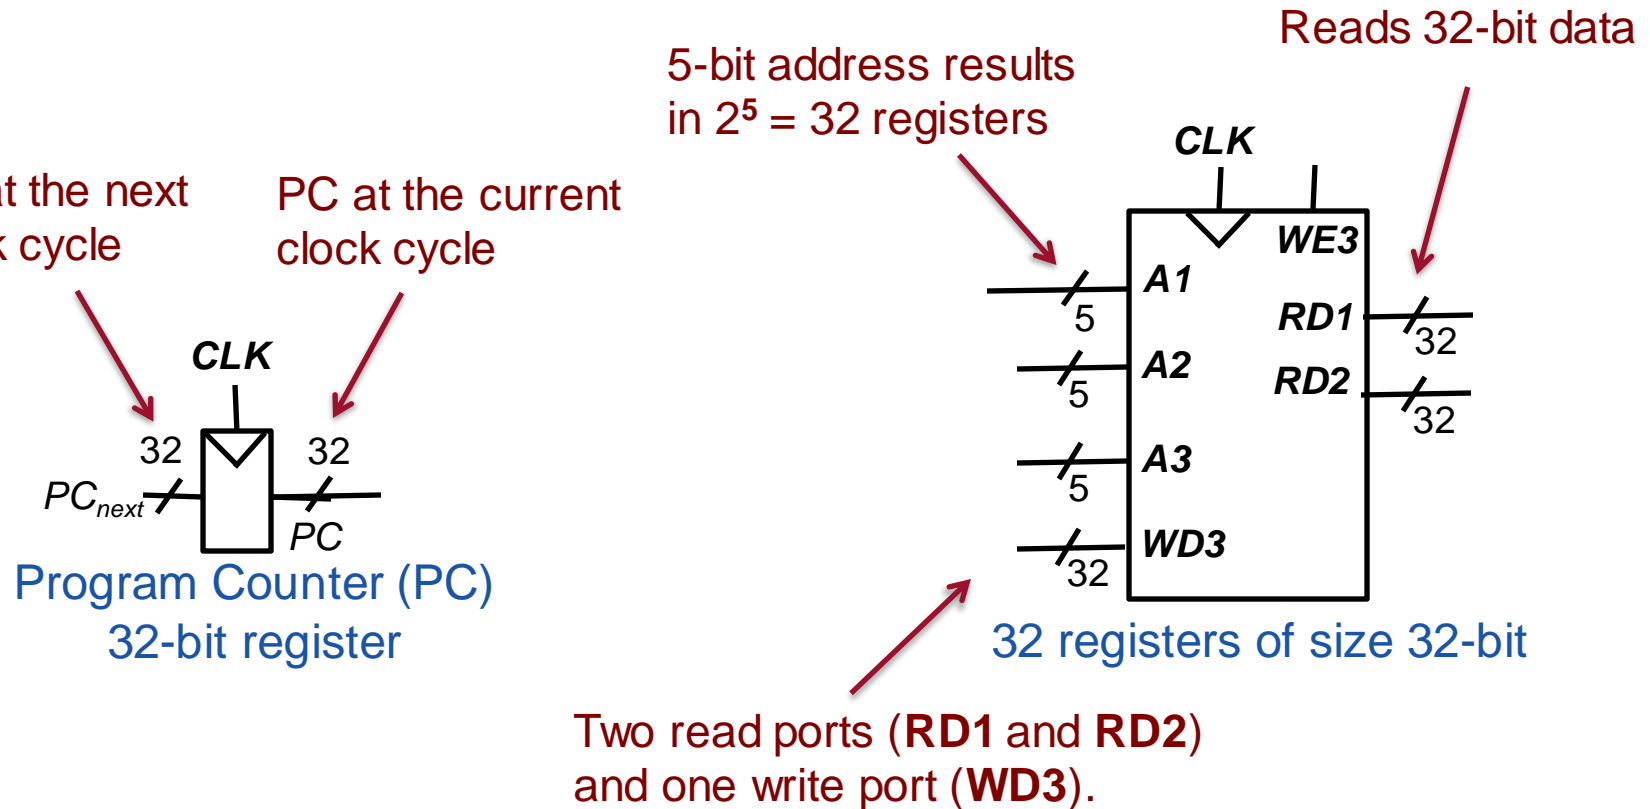 Reads 32-bit data
5-bit address results
in 2⁵ = 32 registers
at the next
cycle
PC at the current
clock cycle
CLK
32
32
PCnext
PC
Program Counter (PC)
32-bit register
CLK
WE3
A1
5
RD1
32
A2
5
RD2
32
A3
5
WD3
32
32 registers of size 32-bit
Two read ports (RD1 and RD2)
and one write port (WD3).